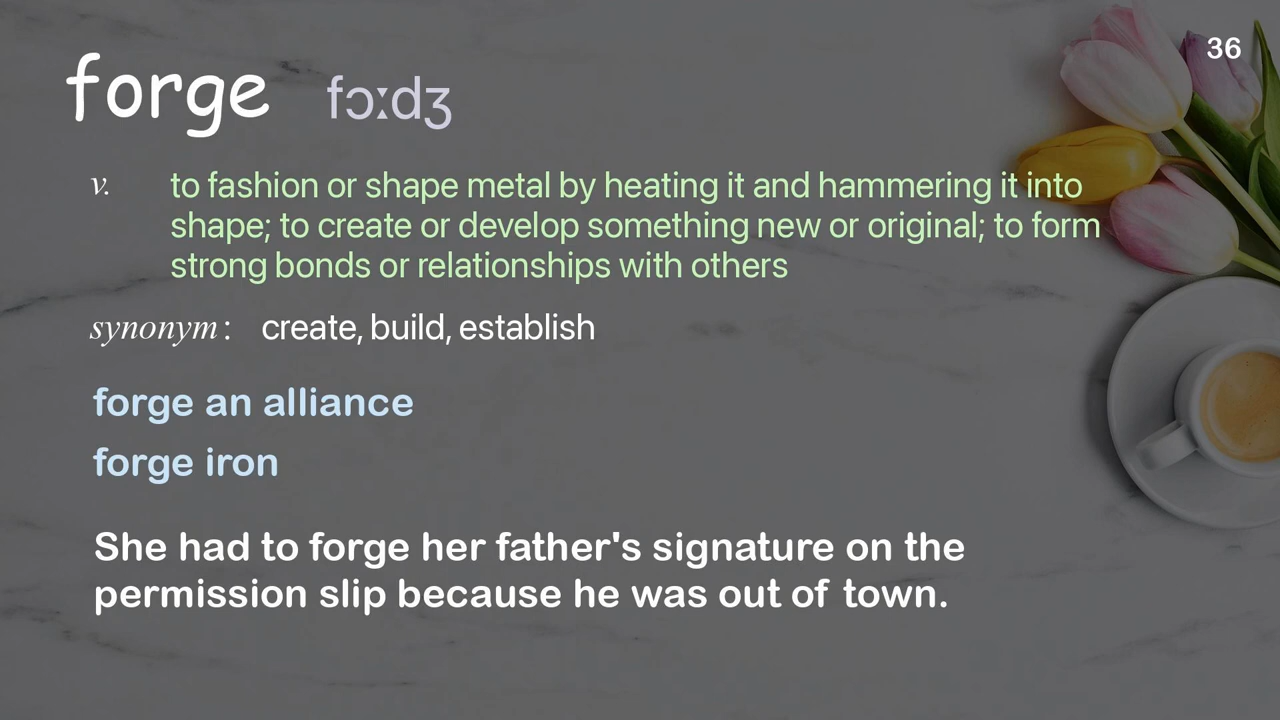 36
forge fɔːdʒ
v. to fashion or shape metal by heating it and hammering it into
shape; to create or develop something new or original; to form
strong bonds or relationships with others
synonym: create, build, establish
forge an alliance
forge iron
She had to forge her father's signature on the
permission slip because he was out of town.